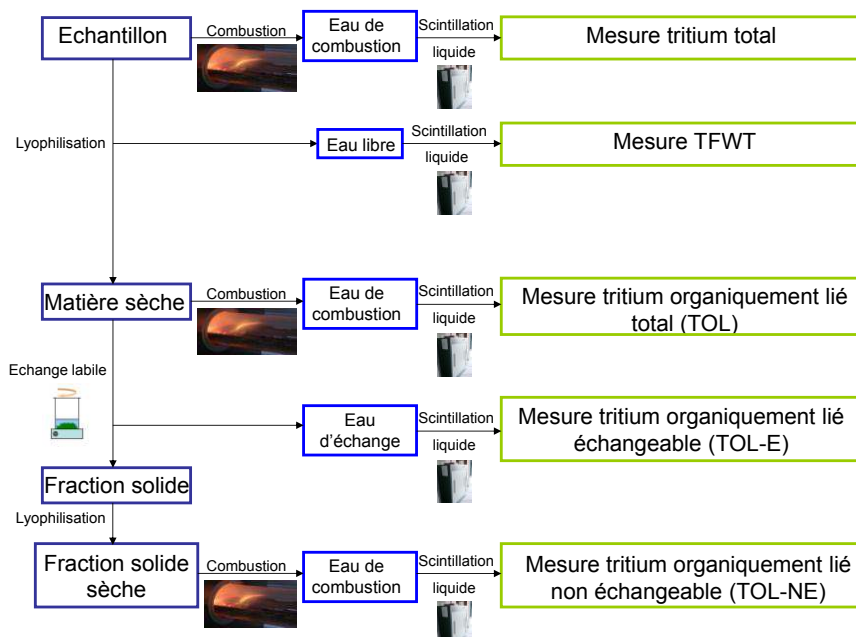 Echantillon
Combustion
Eau de
combustion
Scintillation
liquide
Mesure tritium total
Lyophilisation
Eau libre
Scintillation
liquide
Mesure TFWT
Matière sèche
Combustion
Eau de
combustion
Scintillation
liquide
Mesure tritium organiquement lié
total (TOL)
Echange labile
Eau
d'échange
Scintillation
liquide
Mesure tritium organiquement lié
échangeable (TOL-E)
Fraction solide
Lyophilisation
Fraction solide
sèche
Combustion
Eau de
combustion
Scintillation
liquide
Mesure tritium organiquement lié
non échangeable (TOL-NE)